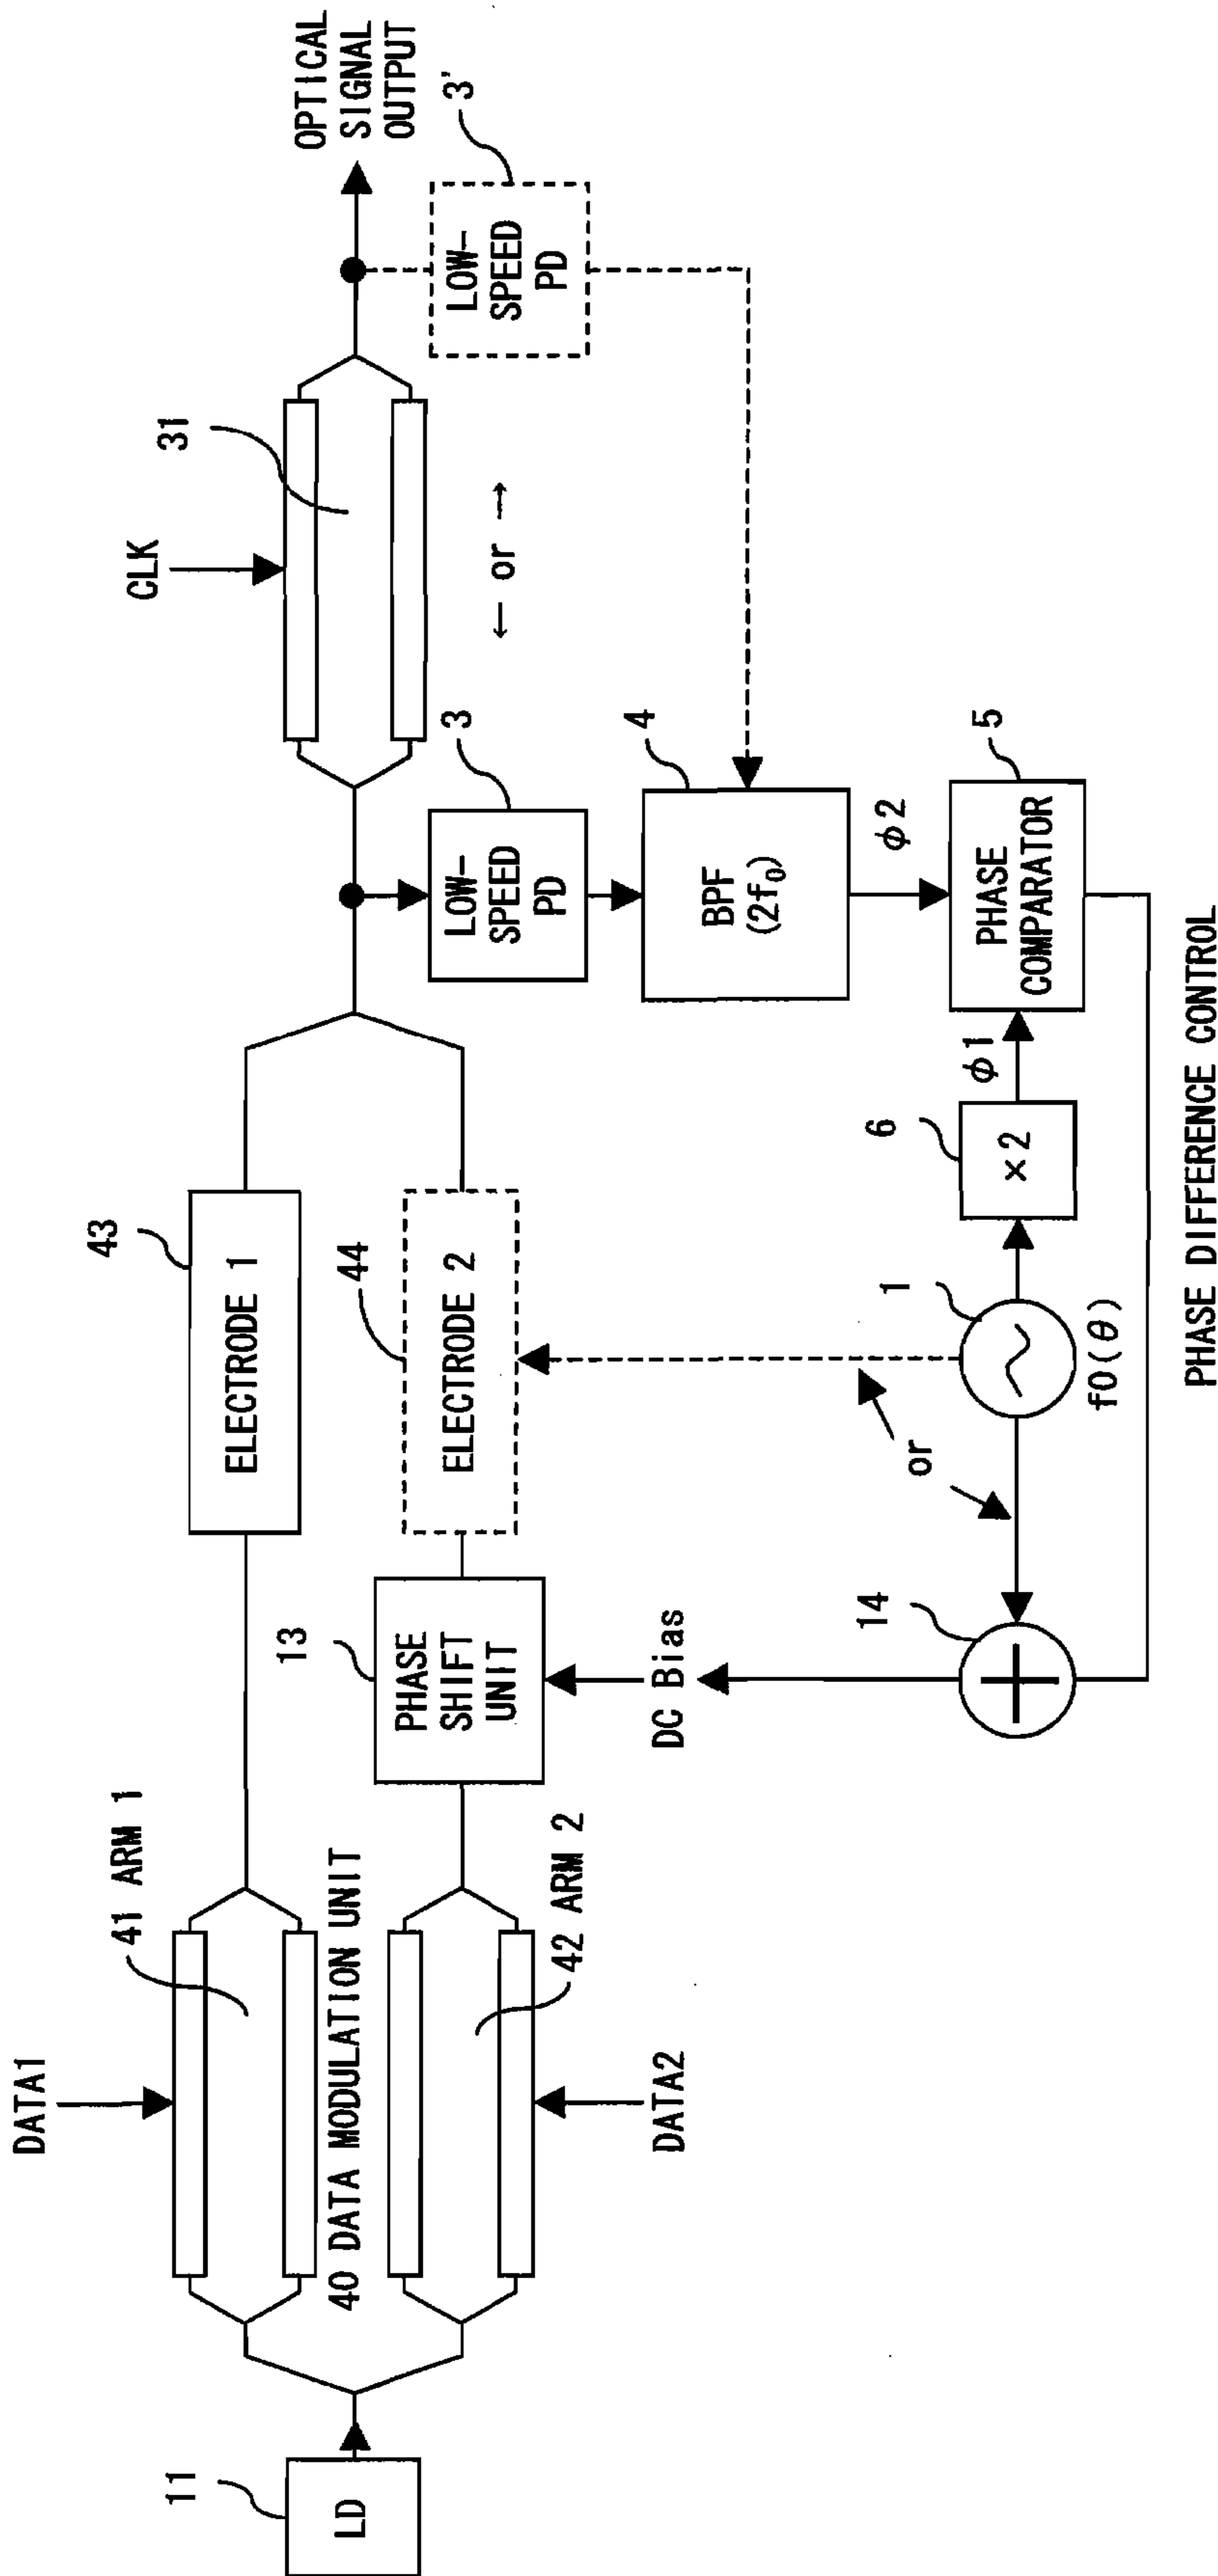 11
LD
DATA1
41 ARM 1
40 DATA MODULATION UNIT
42 ARM 2
DATA2
13
PHASE
SHIFT
UNIT
DC Bias
14
43
ELECTRODE 1
44
ELECTRODE 2
or
1
f0(θ)
6
×2
φ1
3
LOW-
SPEED
PD
4
BPF
(2f₀)
φ2
5
PHASE
COMPARATOR
PHASE DIFFERENCE CONTROL
CLK
31
← or →
3'
LOW-
SPEED
PD
OPTICAL
SIGNAL
OUTPUT